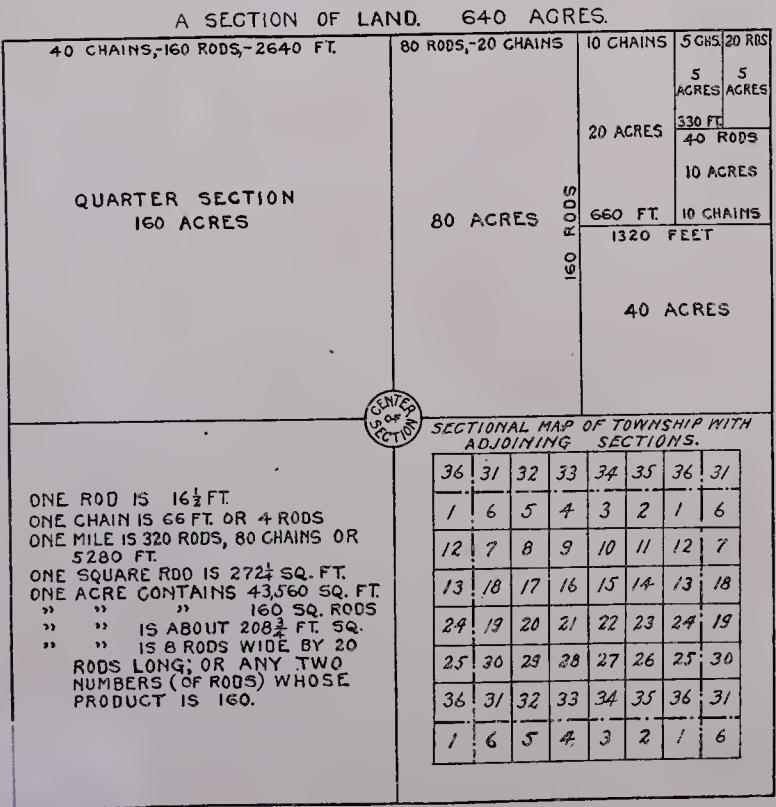 A SECTION OF LAND. 640 ACRES.
40 CHAINS,-160 RODS,-2640 FT.
QUARTER SECTION
160 ACRES
80 RODS,-20 CHAINS
80 ACRES
160 RODS
10 CHAINS
20 ACRES
660 FT.
5 CHS.
5
ACRES
330 FT.
20 RDS
5
ACRES
40 RODS
10 ACRES
10 CHAINS
1320 FEET
40 ACRES
CENTER
OF
SECTION
ONE ROD IS 16½ FT.
ONE CHAIN IS 66 FT. OR 4 RODS
ONE MILE IS 320 RODS, 80 CHAINS OR
5280 FT.
ONE SQUARE ROD IS 272¼ SQ. FT.
ONE ACRE CONTAINS 43,560 SQ. FT.
" " " 160 SQ. RODS
" " IS ABOUT 208¾ FT. SQ.
" " IS 8 RODS WIDE BY 20
RODS LONG; OR ANY TWO
NUMBERS (OF RODS) WHOSE
PRODUCT IS 160.
SECTIONAL MAP OF TOWNSHIP WITH
ADJOINING SECTIONS.
36 31 32 33 34 35 36 31
1 6 5 4 3 2 1 6
12 7 8 9 10 11 12 7
13 18 17 16 15 14 13 18
24 19 20 21 22 23 24 19
25 30 29 28 27 26 25 30
36 31 32 33 34 35 36 31
1 6 5 4 3 2 1 6